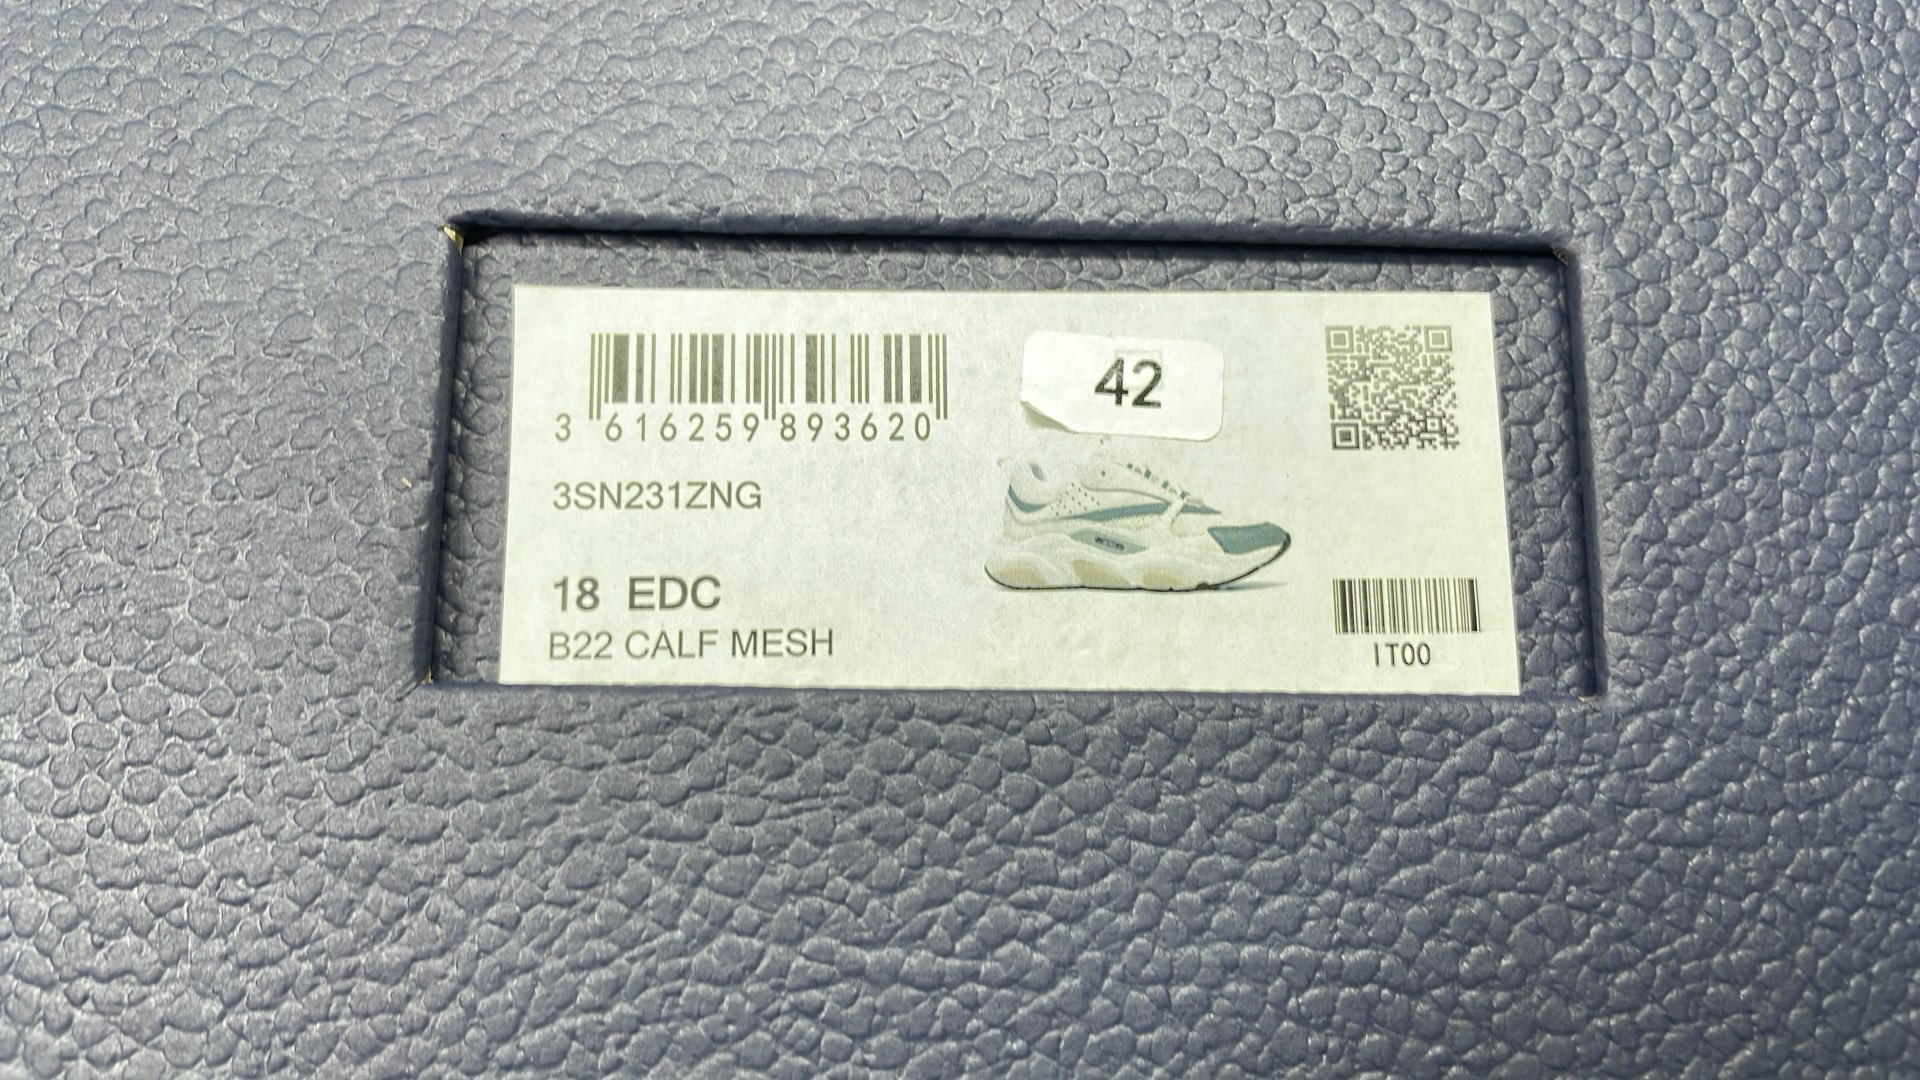 42
3 616259 893620
3SN231ZNG
18 EDC
B22 CALF MESH
IT00